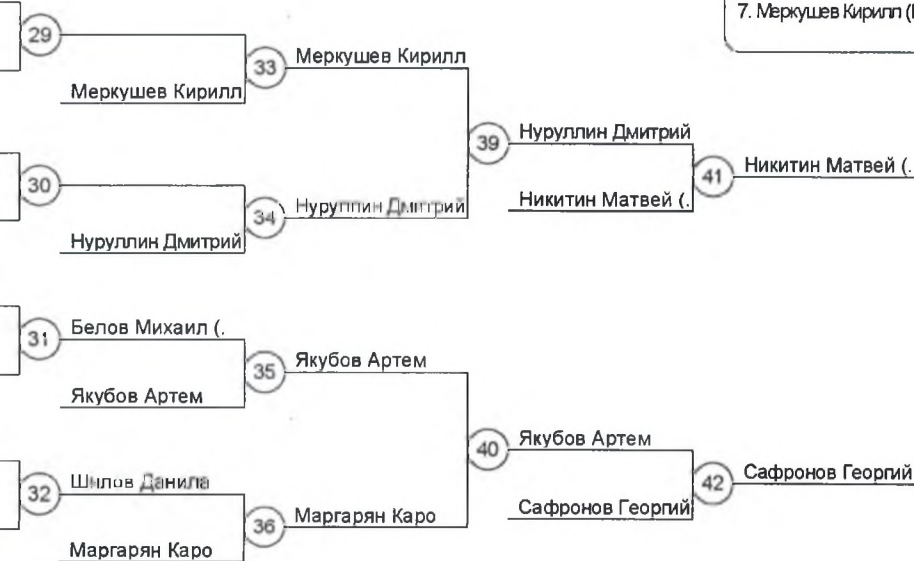 7. Меркушев Кирилл (
29
33
Меркушев Кирилл
Меркушев Кирилл
39
Нуруллин Дмитрий
41
Никитин Матвей (.
30
34
Нуруллин Дмитрий
Никитин Матвей (.
Нуруллин Дмитрий
31
Белов Михаил (.
35
Якубов Артем
Якубов Артем
40
Якубов Артем
42
Сафронов Георгий
32
Шилов Данила
36
Маргарян Каро
Сафронов Георгий
Маргарян Каро